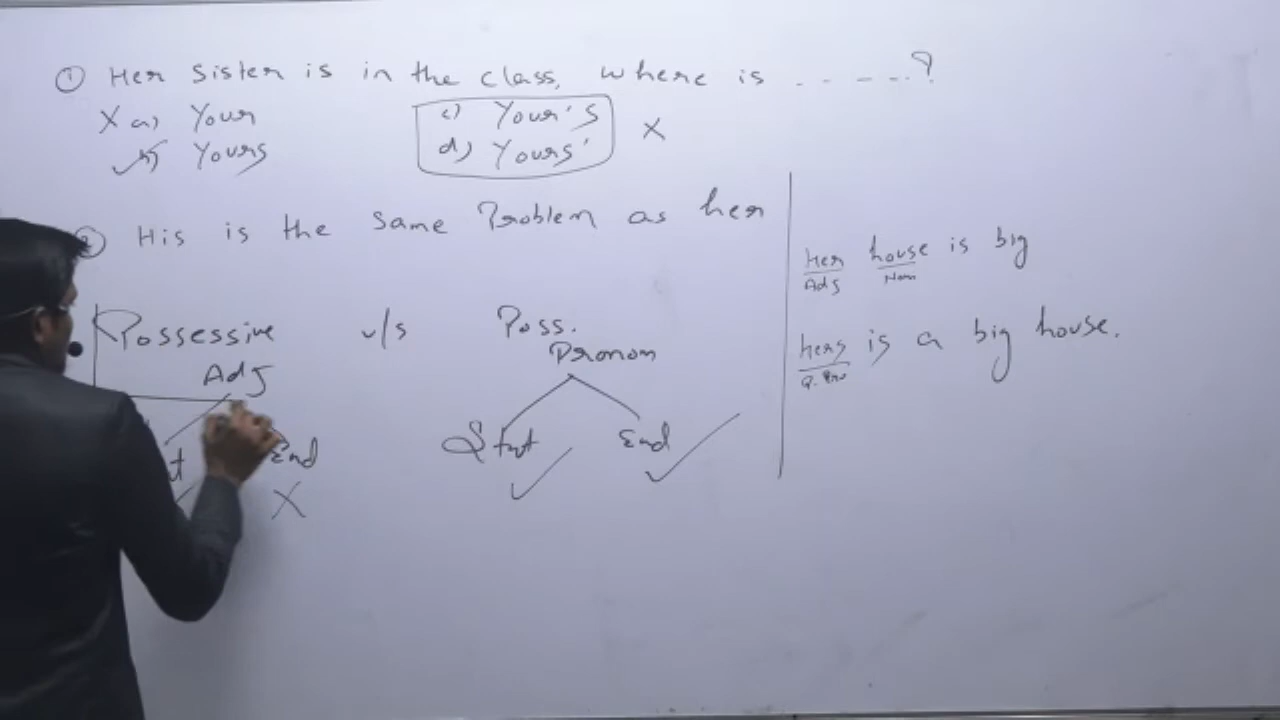 ① Her sister is in the class, where is ......?
X a) Your
b) Yours
c) Your's
d) Yours'
X
② His is the same Problem as her
Possessive Adj
v/s
Poss. Pronoun
End
X
Start
End
Her house is big
Adj Noun
hers is a big house.